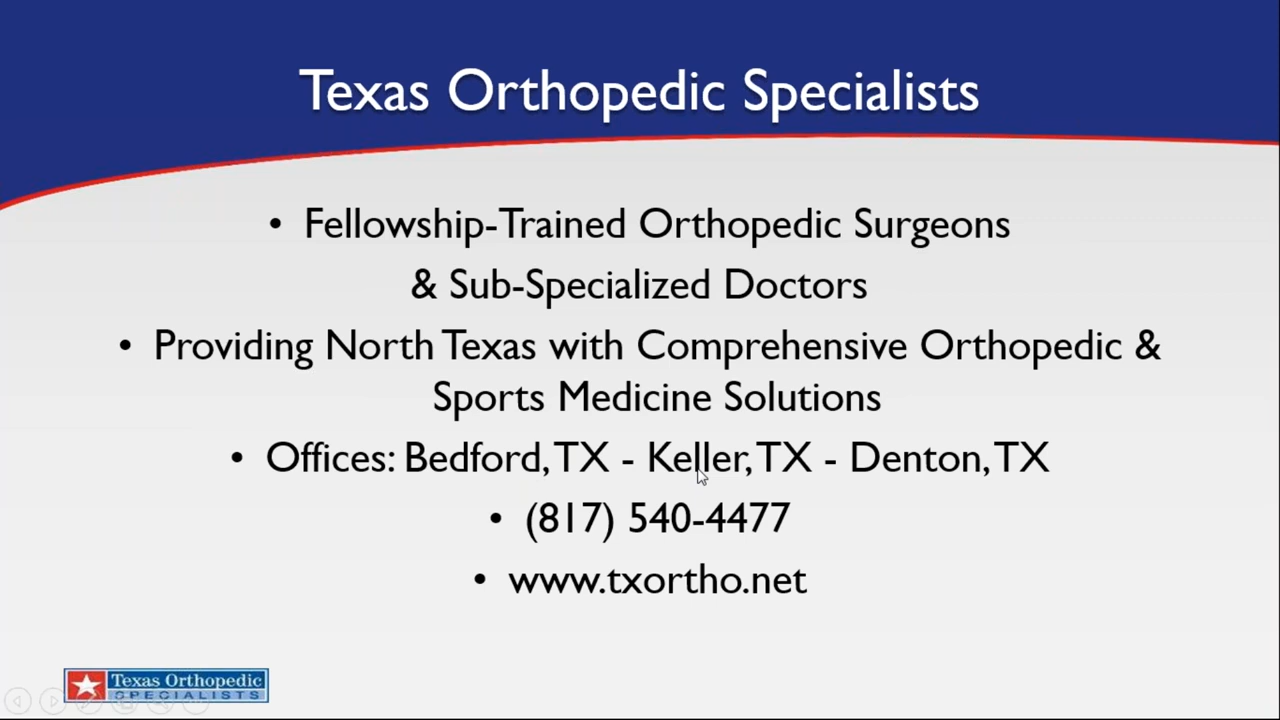 Texas Orthopedic Specialists
• Fellowship-Trained Orthopedic Surgeons
& Sub-Specialized Doctors
• Providing North Texas with Comprehensive Orthopedic &
Sports Medicine Solutions
• Offices: Bedford, TX - Keller, TX - Denton, TX
• (817) 540-4477
• www.txortho.net
Texas Orthopedic
SPECIALISTS